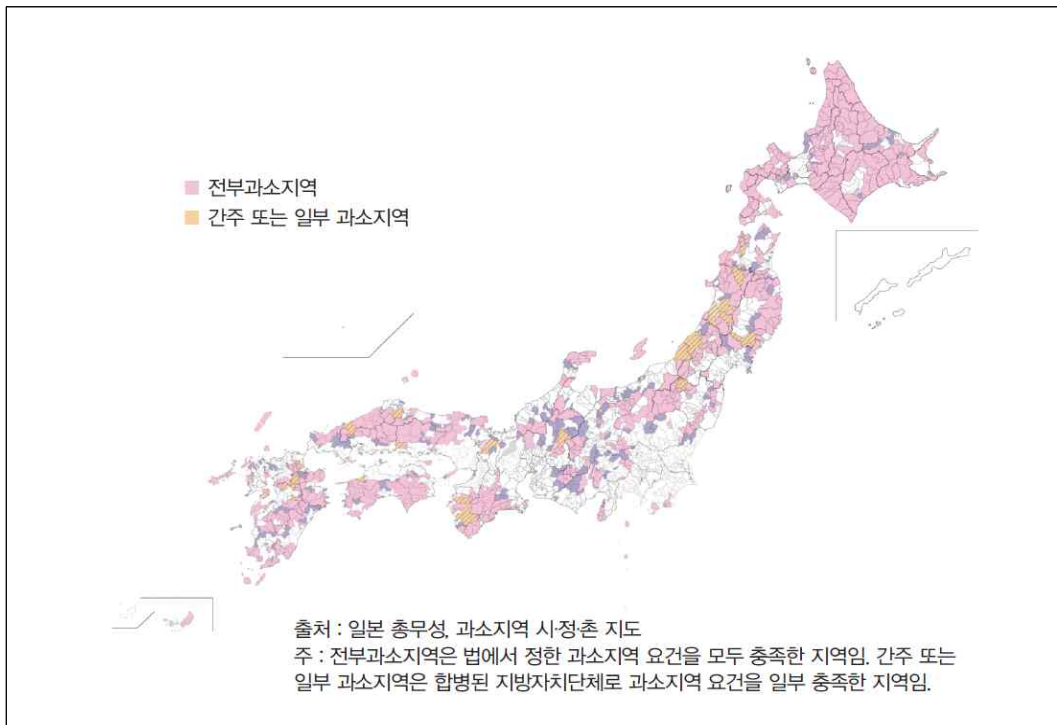 전부과소지역
간주 또는 일부 과소지역
출처 : 일본 총무성, 과소지역 시·정·촌 지도
주 : 전부과소지역은 법에서 정한 과소지역 요건을 모두 충족한 지역임. 간주 또는
일부 과소지역은 합병된 지방자치단체로 과소지역 요건을 일부 충족한 지역임.